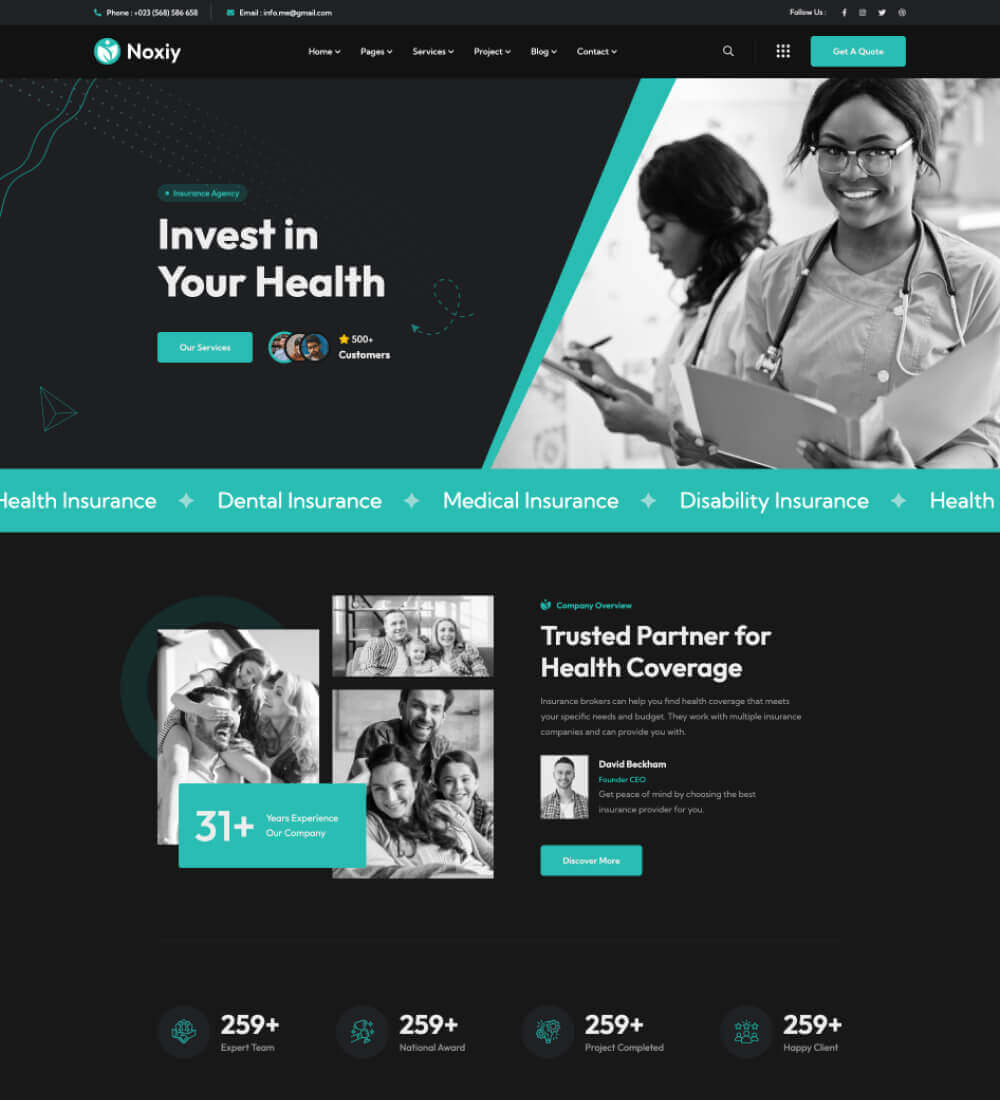 Phone : +023 (568) 586 658
Email : info.me@gmail.com
Follow Us :
Noxiy
Home
Pages
Services
Project
Blog
Contact
Get A Quote
Insurance Agency
Invest in
Your Health
Our Services
500+
Customers
Health Insurance
Dental Insurance
Medical Insurance
Disability Insurance
Health
31+
Years Experience
Our Company
Company Overview
Trusted Partner for
Health Coverage
Insurance brokers can help you find health coverage that meets
your specific needs and budget. They work with multiple insurance
companies and can provide you with.
David Beckham
Founder CEO
Get peace of mind by choosing the best
insurance provider for you.
Discover More
259+
Expert Team
259+
National Award
259+
Project Completed
259+
Happy Client